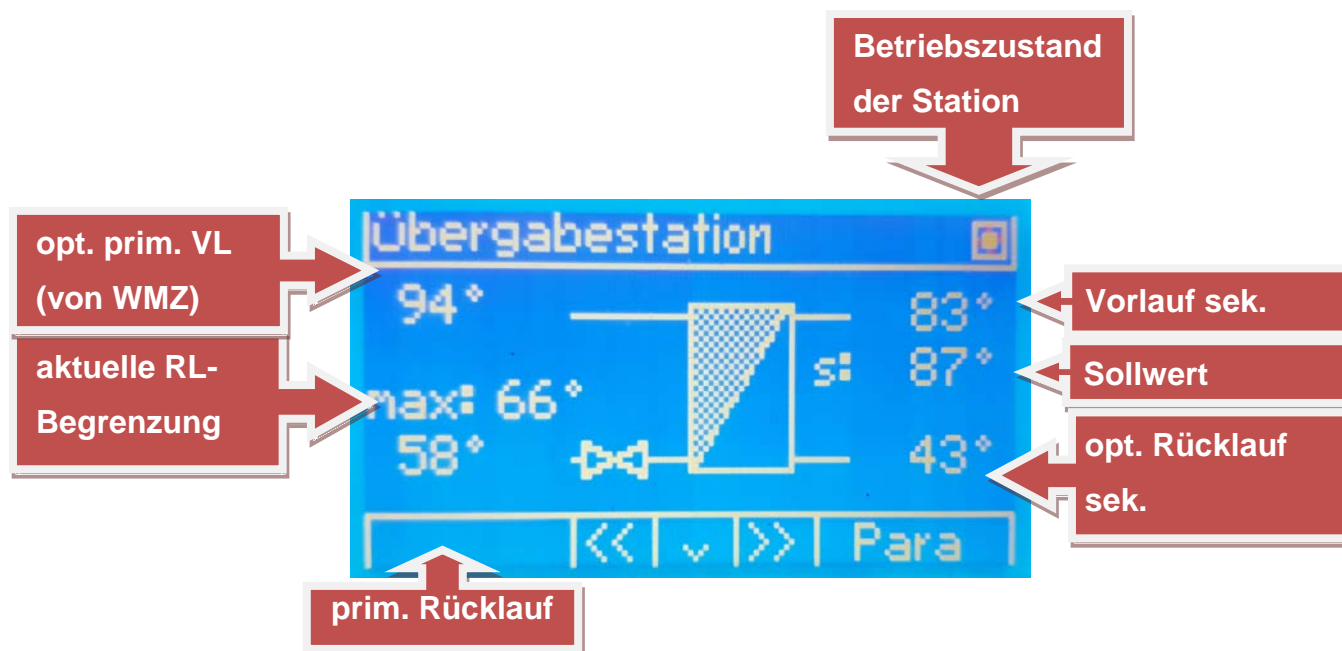 Betriebszustand
der Station
opt. prim. VL
(von WMZ)
aktuelle RL-
Begrenzung
Übergabestation
94° 83°
s: 87°
max: 66°
58° 43°
<< ⌄ >> Para
Vorlauf sek.
Sollwert
opt. Rücklauf
sek.
prim. Rücklauf